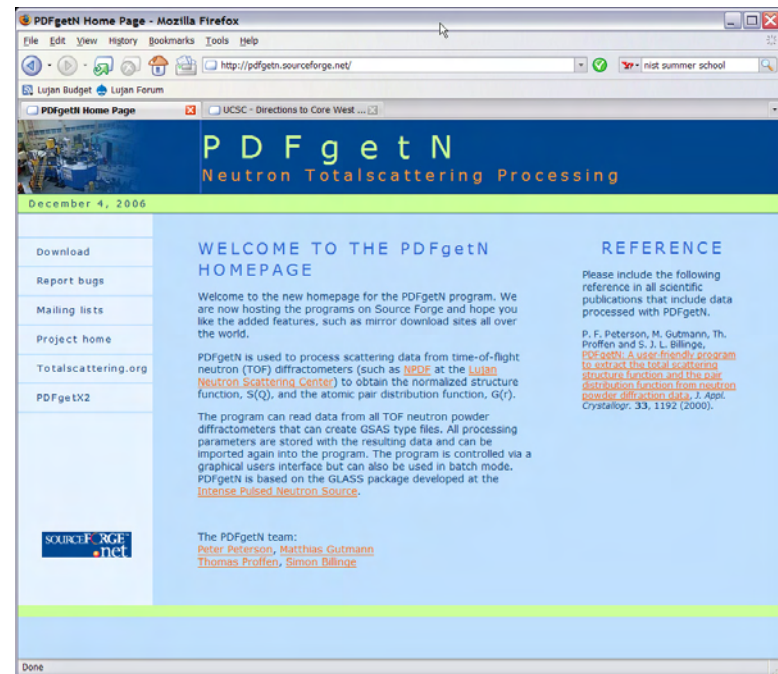 PDFgetN Home Page - Mozilla Firefox
File Edit View History Bookmarks Tools Help
http://pdfgetn.sourceforge.net/
nist summer school
Lujan Budget Lujan Forum
PDFgetN Home Page
UCSC - Directions to Core West ...
PDFgetN
Neutron Totalscattering Processing
December 4, 2006
Download
Report bugs
Mailing lists
Project home
Totalscattering.org
PDFgetX2
SOURCEFORGE
.net
WELCOME TO THE PDFgetN
HOMEPAGE
Welcome to the new homepage for the PDFgetN program. We
are now hosting the programs on Source Forge and hope you
like the added features, such as mirror download sites all over
the world.
PDFgetN is used to process scattering data from time-of-flight
neutron (TOF) diffractometers (such as NPDF at the Lujan
Neutron Scattering Center) to obtain the normalized structure
function, S(Q), and the atomic pair distribution function, G(r).
The program can read data from all TOF neutron powder
diffractometers that can create GSAS type files. All processing
parameters are stored with the resulting data and can be
imported again into the program. The program is controlled via a
graphical users interface but can also be used in batch mode.
PDFgetN is based on the GLASS package developed at the
Intense Pulsed Neutron Source.
The PDFgetN team:
Peter Peterson, Matthias Gutmann
Thomas Proffen, Simon Billinge
REFERENCE
Please include the following
reference in all scientific
publications that include data
processed with PDFgetN.
P. F. Peterson, M. Gutmann, Th.
Proffen and S. J. L. Billinge,
PDFgetN: A user-friendly program
to extract the total scattering
structure function and the pair
distribution function from neutron
powder diffraction data, J. Appl.
Crystallogr. 33, 1192 (2000).
Done